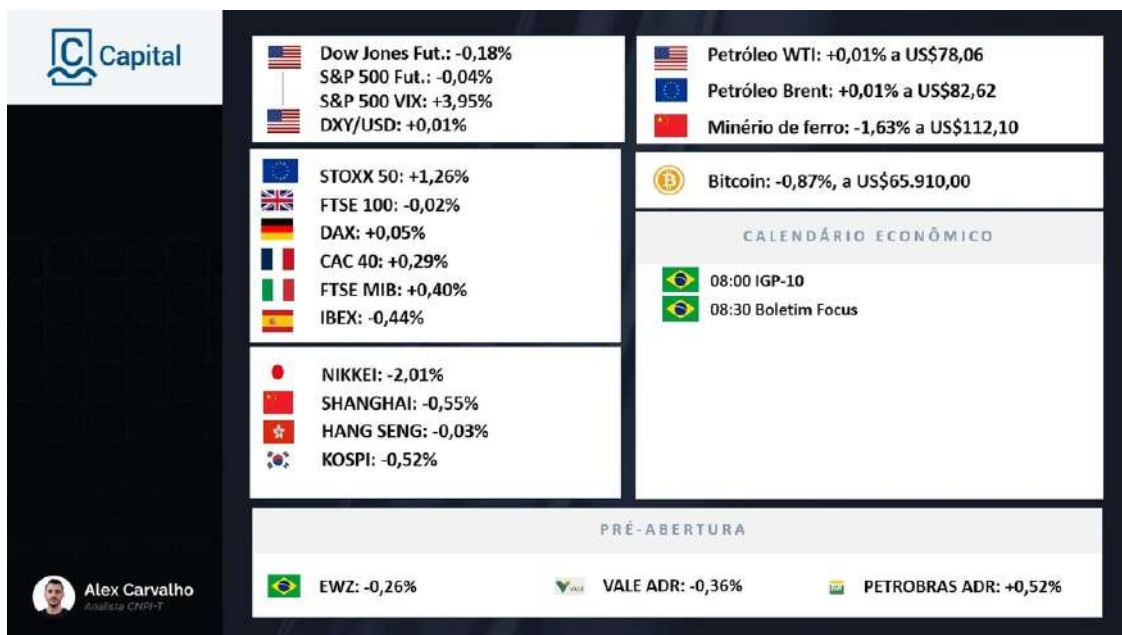 C Capital
Dow Jones Fut.: -0,18%
S&P 500 Fut.: -0,04%
S&P 500 VIX: +3,95%
DXY/USD: +0,01%
STOXX 50: +1,26%
FTSE 100: -0,02%
DAX: +0,05%
CAC 40: +0,29%
FTSE MIB: +0,40%
IBEX: -0,44%
NIKKEI: -2,01%
SHANGHAI: -0,55%
HANG SENG: -0,03%
KOSPI: -0,52%
Petróleo WTI: +0,01% a US$78,06
Petróleo Brent: +0,01% a US$82,62
Minério de ferro: -1,63% a US$112,10
Bitcoin: -0,87%, a US$65.910,00
CALENDÁRIO ECONÔMICO
08:00 IGP-10
08:30 Boletim Focus
PRÉ-ABERTURA
EWZ: -0,26%
VALE
VALE ADR: -0,36%
PETROBRAS ADR: +0,52%
Alex Carvalho
Analista CNPI-T